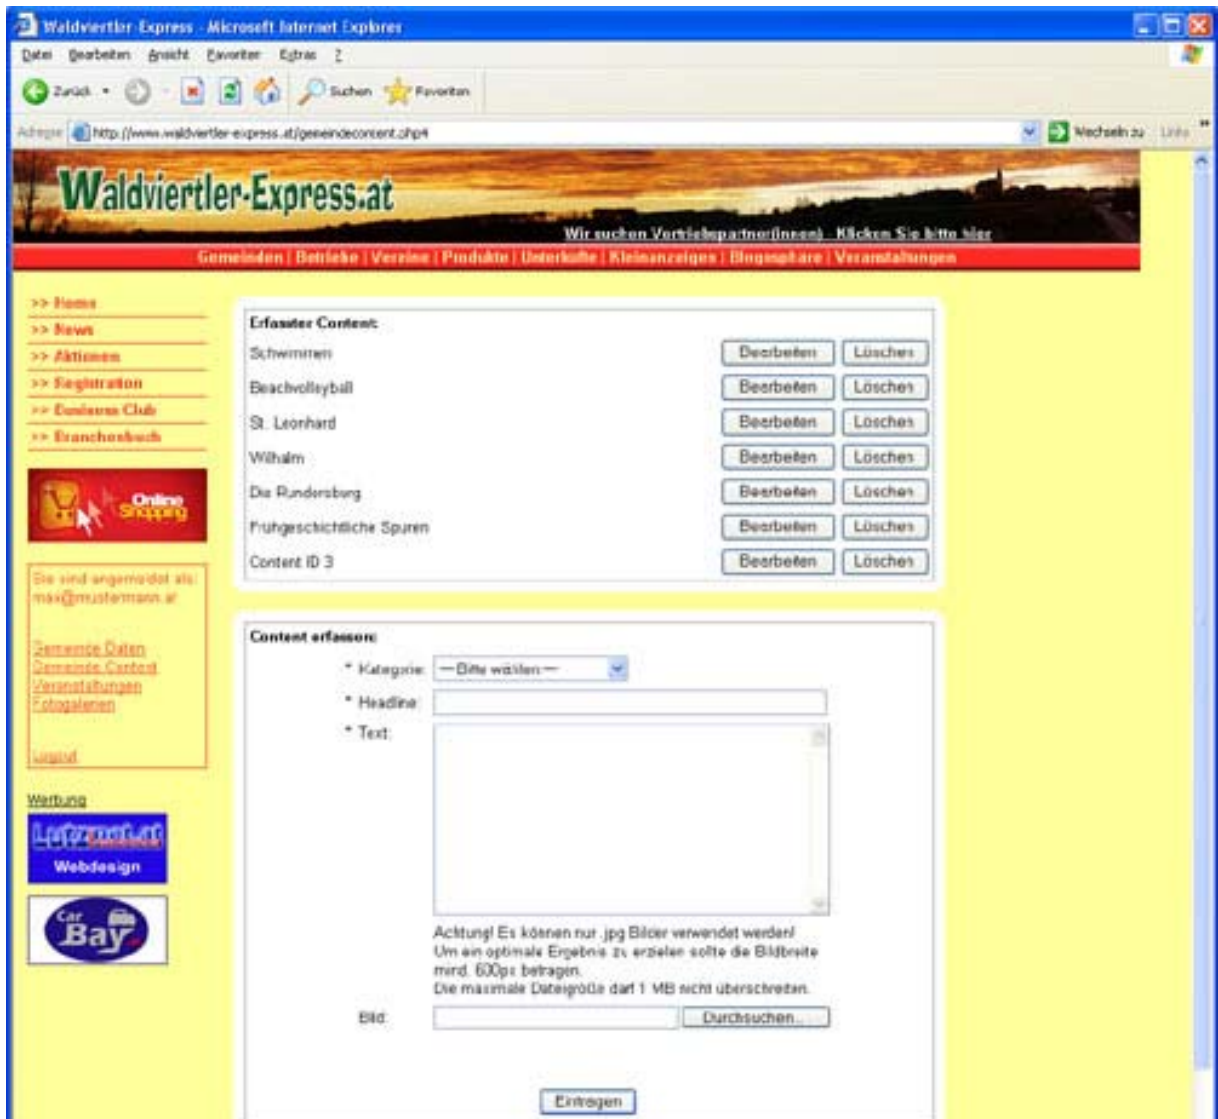 Waldviertler-Express - Microsoft Internet Explorer
Datei Bearbeiten Ansicht Favoriten Extras ?
Zurück Suchen Favoriten
Adresse http://www.waldviertler-express.at/gemeindecontent.php4 Wechseln zu Links »
Waldviertler-Express.at
Wir suchen Vertriebspartner(Innen) - Klicken Sie bitte hier
Gemeinden | Betriebe | Vereine | Produkte | Unterkünfte | Kleinanzeigen | Blogosphäre | Veranstaltungen
>> Home
>> News
>> Aktionen
>> Registration
>> Business Club
>> Branchenbuch
Online
Shopping
Sie sind angemeldet als:
max@mustermann.at
Gemeinde Daten
Gemeinde Content
Veranstaltungen
Fotogalerien
Logout
Werbung
Lutznet.at
Webdesign
Car
Bay
Erfasster Content:
Schwimmen Bearbeiten Löschen
Beachvolleyball Bearbeiten Löschen
St. Leonhard Bearbeiten Löschen
Wilhalm Bearbeiten Löschen
Die Rundersburg Bearbeiten Löschen
Frühgeschichtliche Spuren Bearbeiten Löschen
Content ID 3 Bearbeiten Löschen
Content erfassen:
* Kategorie: --- Bitte wählen ---
* Headline:
* Text:
Achtung! Es können nur .jpg Bilder verwendet werden!
Um ein optimale Ergebnis zu erzielen sollte die Bildbreite
mind. 600px betragen.
Die maximale Dateigröße darf 1 MB nicht überschreiten.
Bild: Durchsuchen...
Eintragen